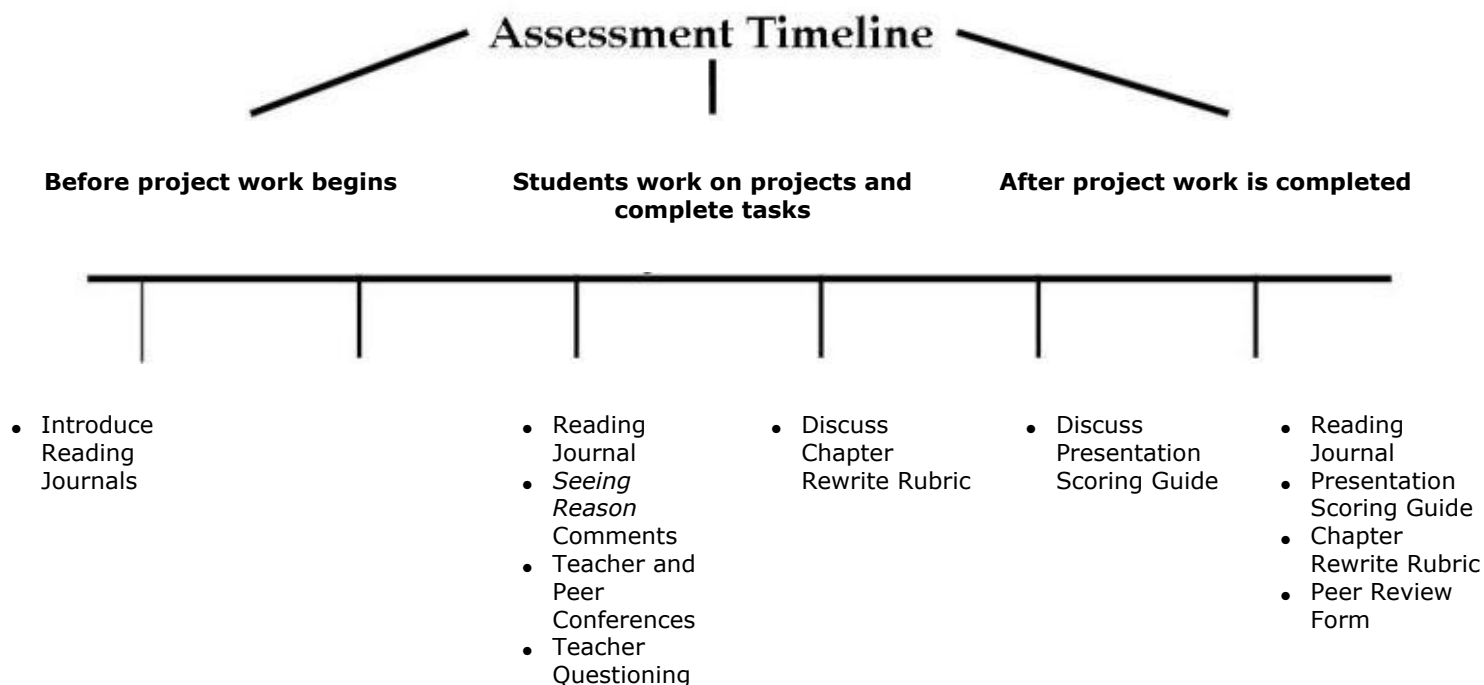 Assessment Timeline
Before project work begins
Students work on projects and
complete tasks
After project work is completed
• Introduce
Reading
Journals
• Reading
Journal
• Seeing
Reason
Comments
• Teacher and
Peer
Conferences
• Teacher
Questioning
• Discuss
Chapter
Rewrite Rubric
• Discuss
Presentation
Scoring Guide
• Reading
Journal
• Presentation
Scoring Guide
• Chapter
Rewrite Rubric
• Peer Review
Form